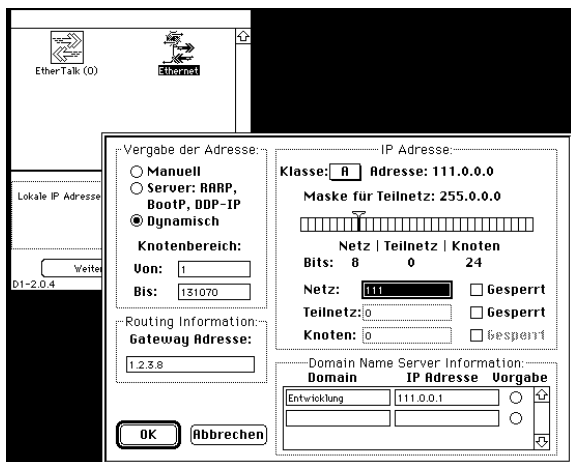 EtherTalk (0)
Ethernet
Lokale IP Adresse
Weiter
D1-2.0.4
Vergabe der Adresse:
Manuell
Server: RARP,
BootP, DDP-IP
Dynamisch
Knotenbereich:
Von: 1
Bis: 131070
Routing Information:
Gateway Adresse:
1.2.3.8
OK
Abbrechen
IP Adresse:
Klasse: A Adresse: 111.0.0.0
Maske für Teilnetz: 255.0.0.0
Netz | Teilnetz | Knoten
Bits: 8 0 24
Netz: 111 Gesperrt
Teilnetz: 0 Gesperrt
Knoten: 0 Gesperrt
Domain Name Server Information:
Domain IP Adresse Vorgabe
Entwicklung 111.0.0.1